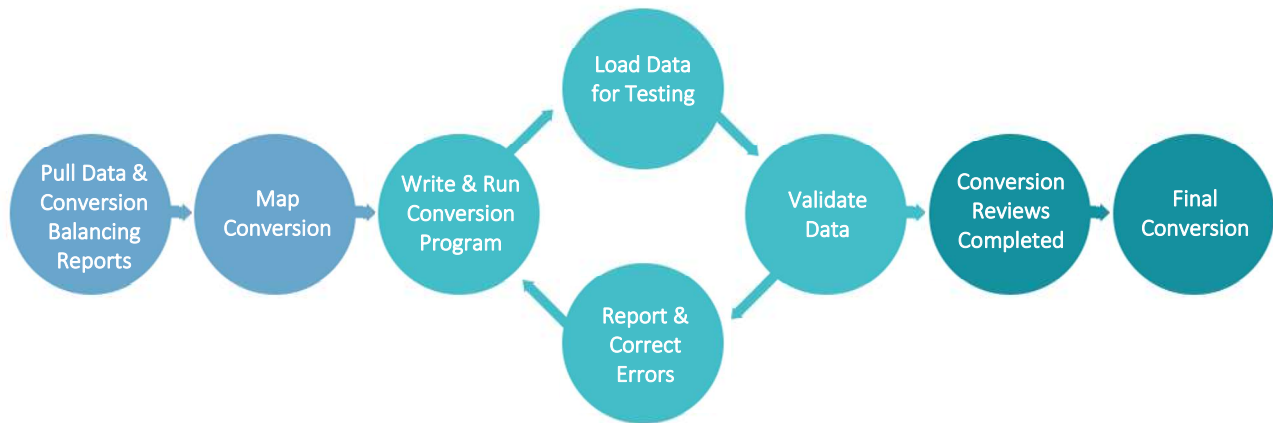 Pull Data &
Conversion
Balancing
Reports
Map
Conversion
Write & Run
Conversion
Program
Load Data
for Testing
Validate
Data
Report &
Correct
Errors
Conversion
Reviews
Completed
Final
Conversion